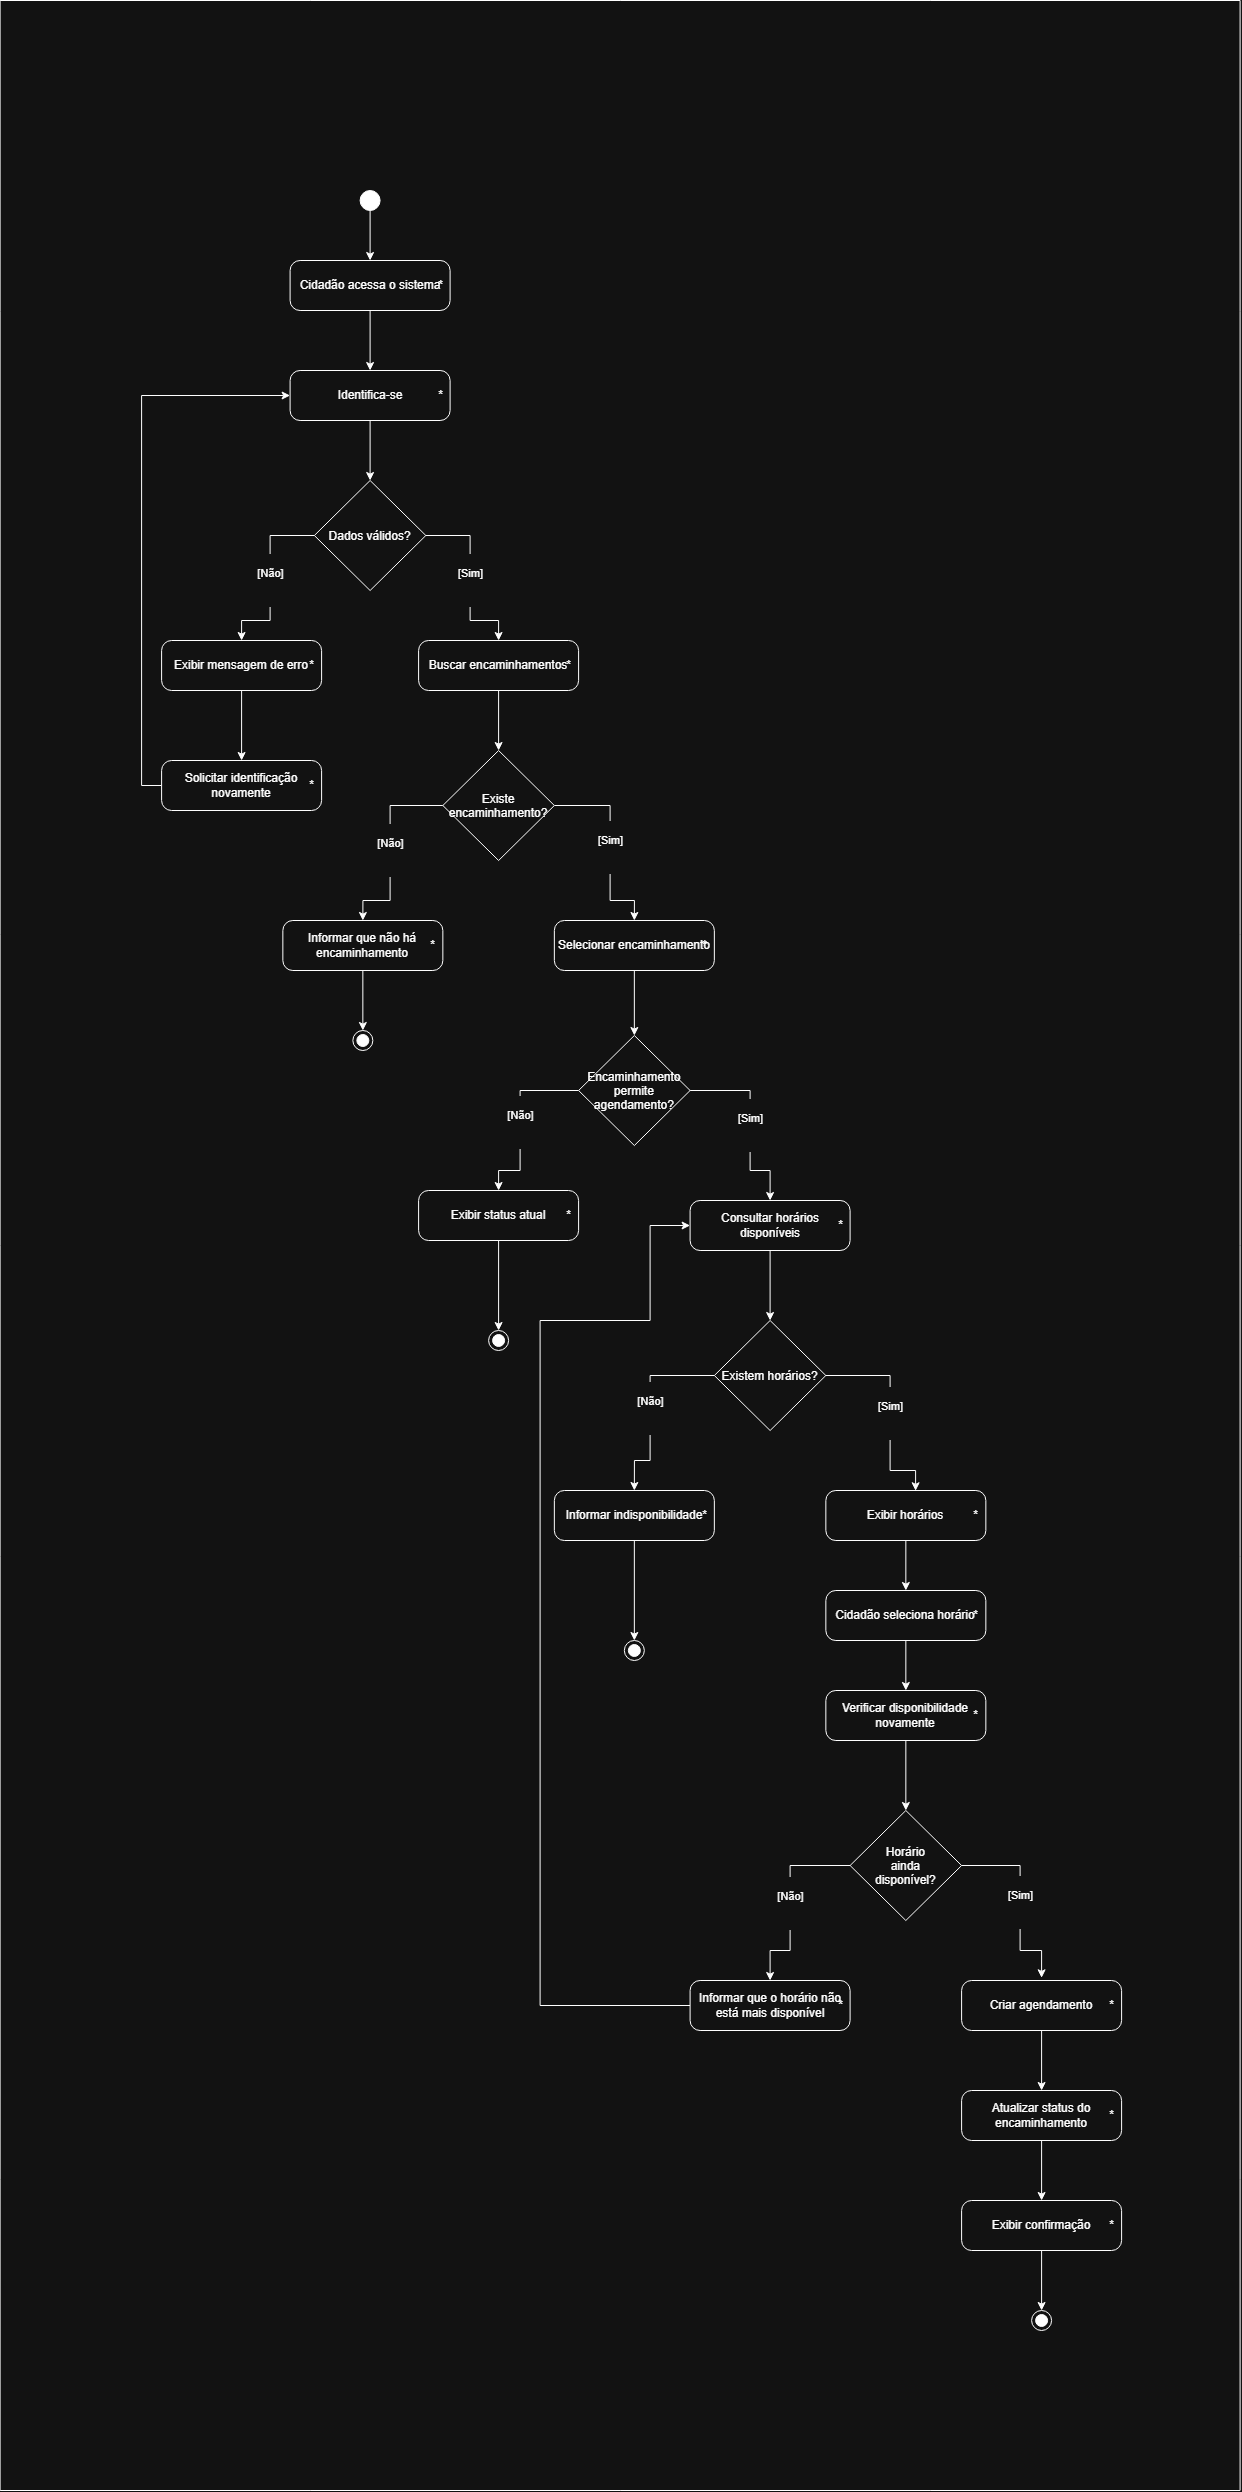 Cidadão acessa o sistema*
Identifica-se *
Dados válidos?
[Não]
[Sim]
Exibir mensagem de erro *
Buscar encaminhamentos*
Solicitar identificação
novamente
*
Existe
encaminhamento?
[Não]
[Sim]
Informar que não há
encaminhamento
*
Selecionar encaminhamento
*
Encaminhamento
permite
agendamento?
[Não]
[Sim]
Exibir status atual *
Consultar horários
disponíveis
*
Existem horários?
[Não]
[Sim]
Informar indisponibilidade*
Exibir horários *
Cidadão seleciona horário*
Verificar disponibilidade
novamente
*
Horário
ainda
disponível?
[Não]
[Sim]
Informar que o horário não
está mais disponível
*
Criar agendamento *
Atualizar status do
encaminhamento
*
Exibir confirmação *